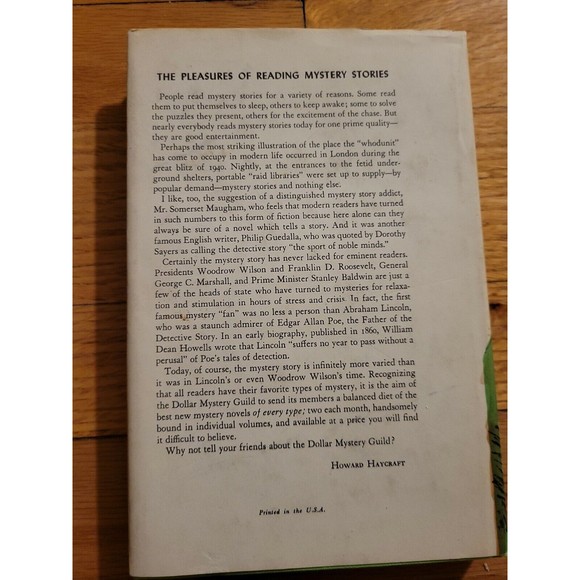 THE PLEASURES OF READING MYSTERY STORIES
People read mystery stories for a variety of reasons. Some read
them to put themselves to sleep, others to keep awake; some to solve
the puzzles they present, others for the excitement of the chase. But
nearly everybody reads mystery stories today for one prime quality—
they are good entertainment.
Perhaps the most striking illustration of the place the "whodunit"
has come to occupy in modern life occurred in London during the
great blitz of 1940. Nightly, at the entrances to the fetid under-
ground shelters, portable "raid libraries" were set up to supply—by
popular demand—mystery stories and nothing else.
I like, too, the suggestion of a distinguished mystery story addict,
Mr. Somerset Maugham, who feels that modern readers have turned
in such numbers to this form of fiction because here alone can they
always be sure of a novel which tells a story. And it was another
famous English writer, Philip Guedalla, who was quoted by Dorothy
Sayers as calling the detective story "the sport of noble minds."
Certainly the mystery story has never lacked for eminent readers.
Presidents Woodrow Wilson and Franklin D. Roosevelt, General
George C. Marshall, and Prime Minister Stanley Baldwin are just a
few of the heads of state who have turned to mysteries for relaxa-
tion and stimulation in hours of stress and crisis. In fact, the first
famous mystery "fan" was no less a person than Abraham Lincoln,
who was a staunch admirer of Edgar Allan Poe, the Father of the
Detective Story. In an early biography, published in 1860, William
Dean Howells wrote that Lincoln "suffers no year to pass without a
perusal" of Poe's tales of detection.
Today, of course, the mystery story is infinitely more varied than
it was in Lincoln's or even Woodrow Wilson's time. Recognizing
that all readers have their favorite types of mystery, it is the aim of
the Dollar Mystery Guild to send its members a balanced diet of the
best new mystery novels of every type; two each month, handsomely
bound in individual volumes, and available at a price you will find
it difficult to believe.
Why not tell your friends about the Dollar Mystery Guild?
HOWARD HAYCRAFT
Printed in the U.S.A.